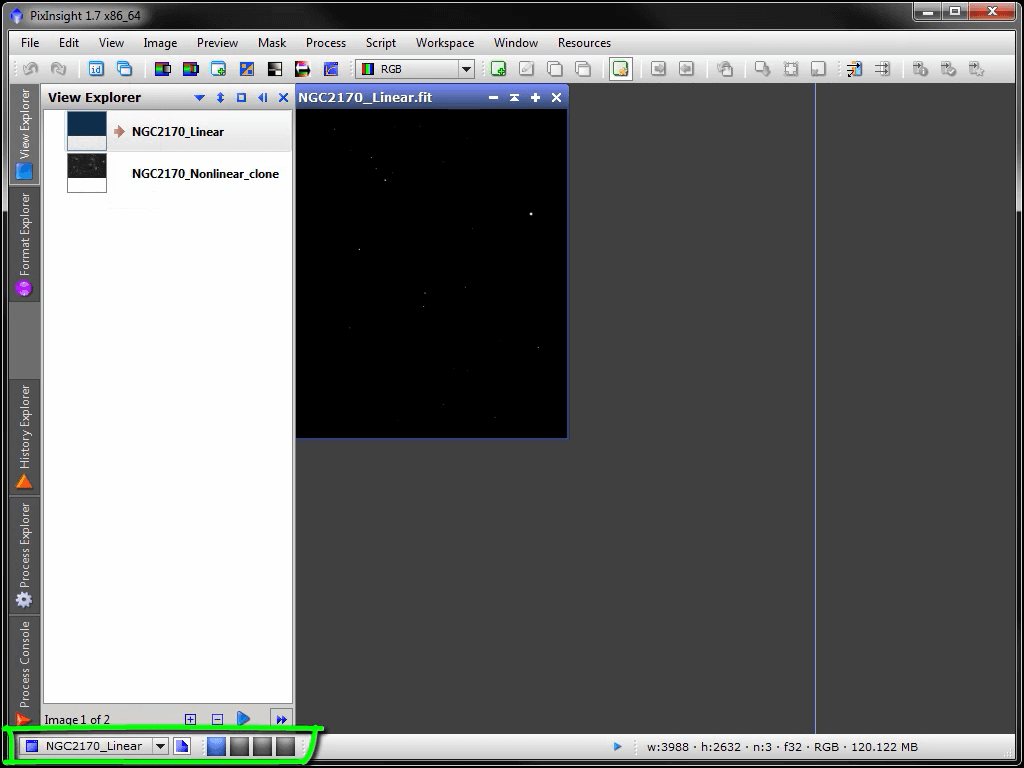 PixInsight 1.7 x86_64
File Edit View Image Preview Mask Process Script Workspace Window Resources
id RGB
View Explorer
NGC2170_Linear.fit
NGC2170_Linear
NGC2170_Nonlinear_clone
View Explorer
Format Explorer
History Explorer
Process Explorer
Process Console
Image 1 of 2
NGC2170_Linear
w:3988 · h:2632 · n:3 · f32 · RGB · 120.122 MB